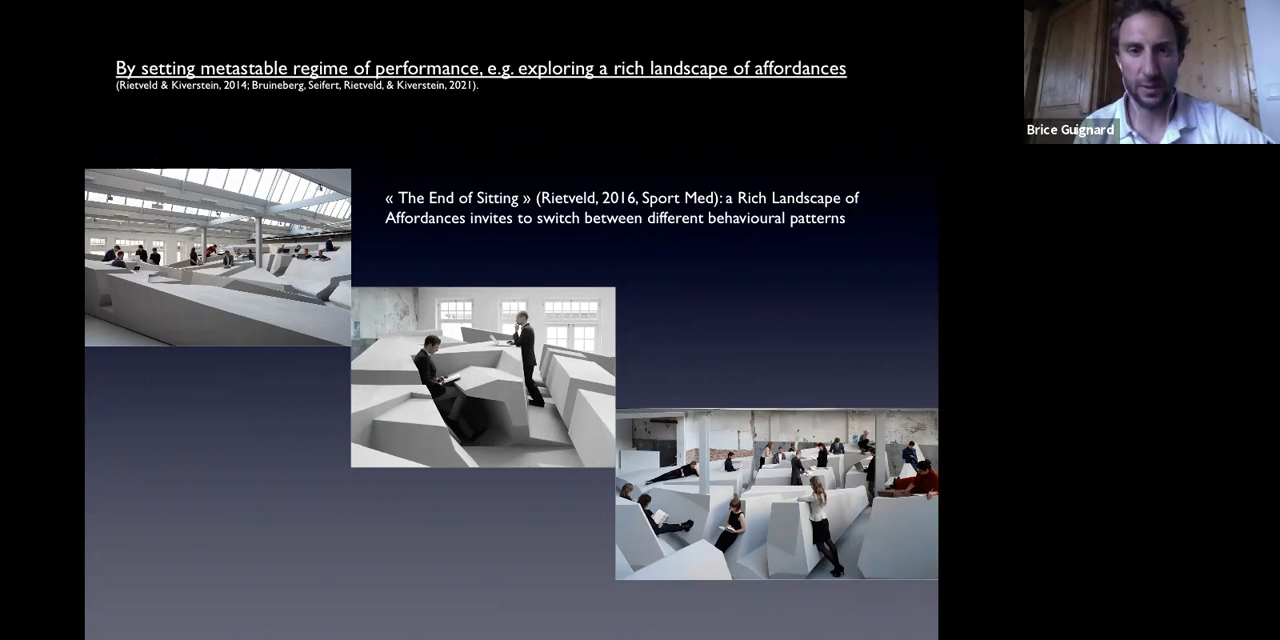 By setting metastable regime of performance, e.g. exploring a rich landscape of affordances
(Rietveld & Kiverstein, 2014; Bruineberg, Seifert, Rietveld, & Kiverstein, 2021).
Brice Guignard
« The End of Sitting » (Rietveld, 2016, Sport Med): a Rich Landscape of
Affordances invites to switch between different behavioural patterns